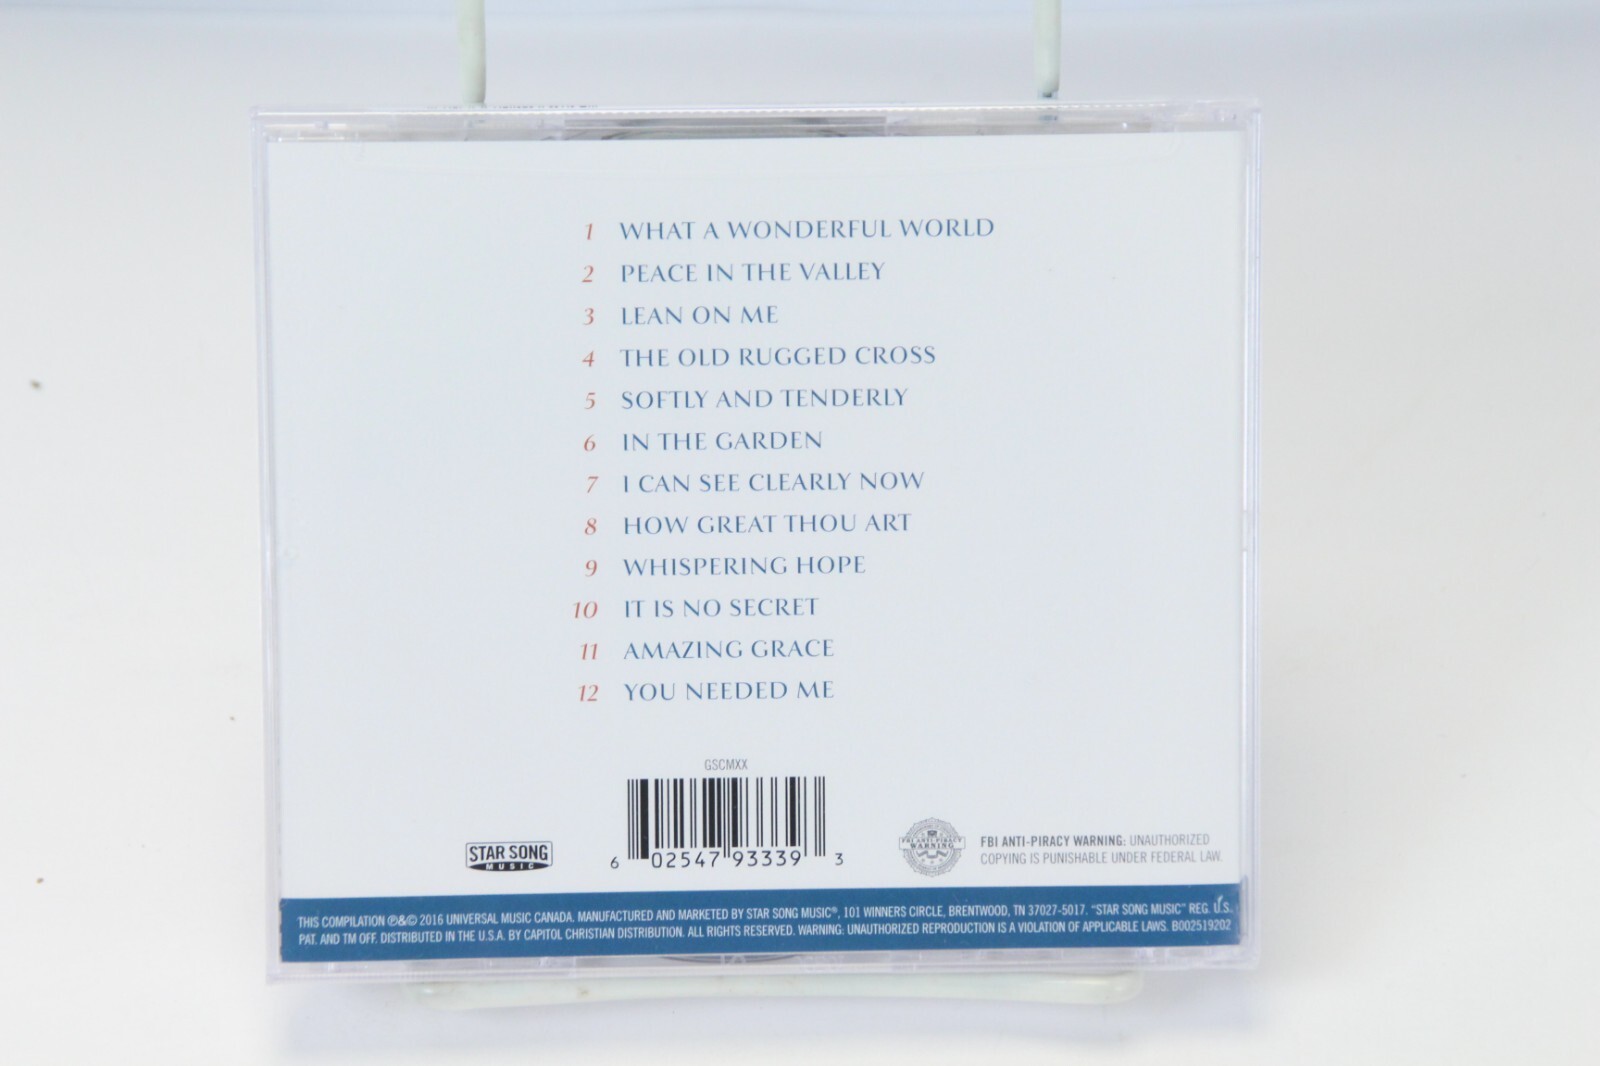 1 WHAT A WONDERFUL WORLD
2 PEACE IN THE VALLEY
3 LEAN ON ME
4 THE OLD RUGGED CROSS
5 SOFTLY AND TENDERLY
6 IN THE GARDEN
7 I CAN SEE CLEARLY NOW
8 HOW GREAT THOU ART
9 WHISPERING HOPE
10 IT IS NO SECRET
11 AMAZING GRACE
12 YOU NEEDED ME
GSCMXX
6 02547 93339 3
STAR SONG
MUSIC
FBI ANTI-PIRACY
WARNING
FBI ANTI-PIRACY WARNING: UNAUTHORIZED
COPYING IS PUNISHABLE UNDER FEDERAL LAW.
THIS COMPILATION ℗&© 2016 UNIVERSAL MUSIC CANADA. MANUFACTURED AND MARKETED BY STAR SONG MUSIC®, 101 WINNERS CIRCLE, BRENTWOOD, TN 37027-5017. "STAR SONG MUSIC" REG. U.S.
PAT. AND TM OFF. DISTRIBUTED IN THE U.S.A. BY CAPITOL CHRISTIAN DISTRIBUTION. ALL RIGHTS RESERVED. WARNING: UNAUTHORIZED REPRODUCTION IS A VIOLATION OF APPLICABLE LAWS. B002519202